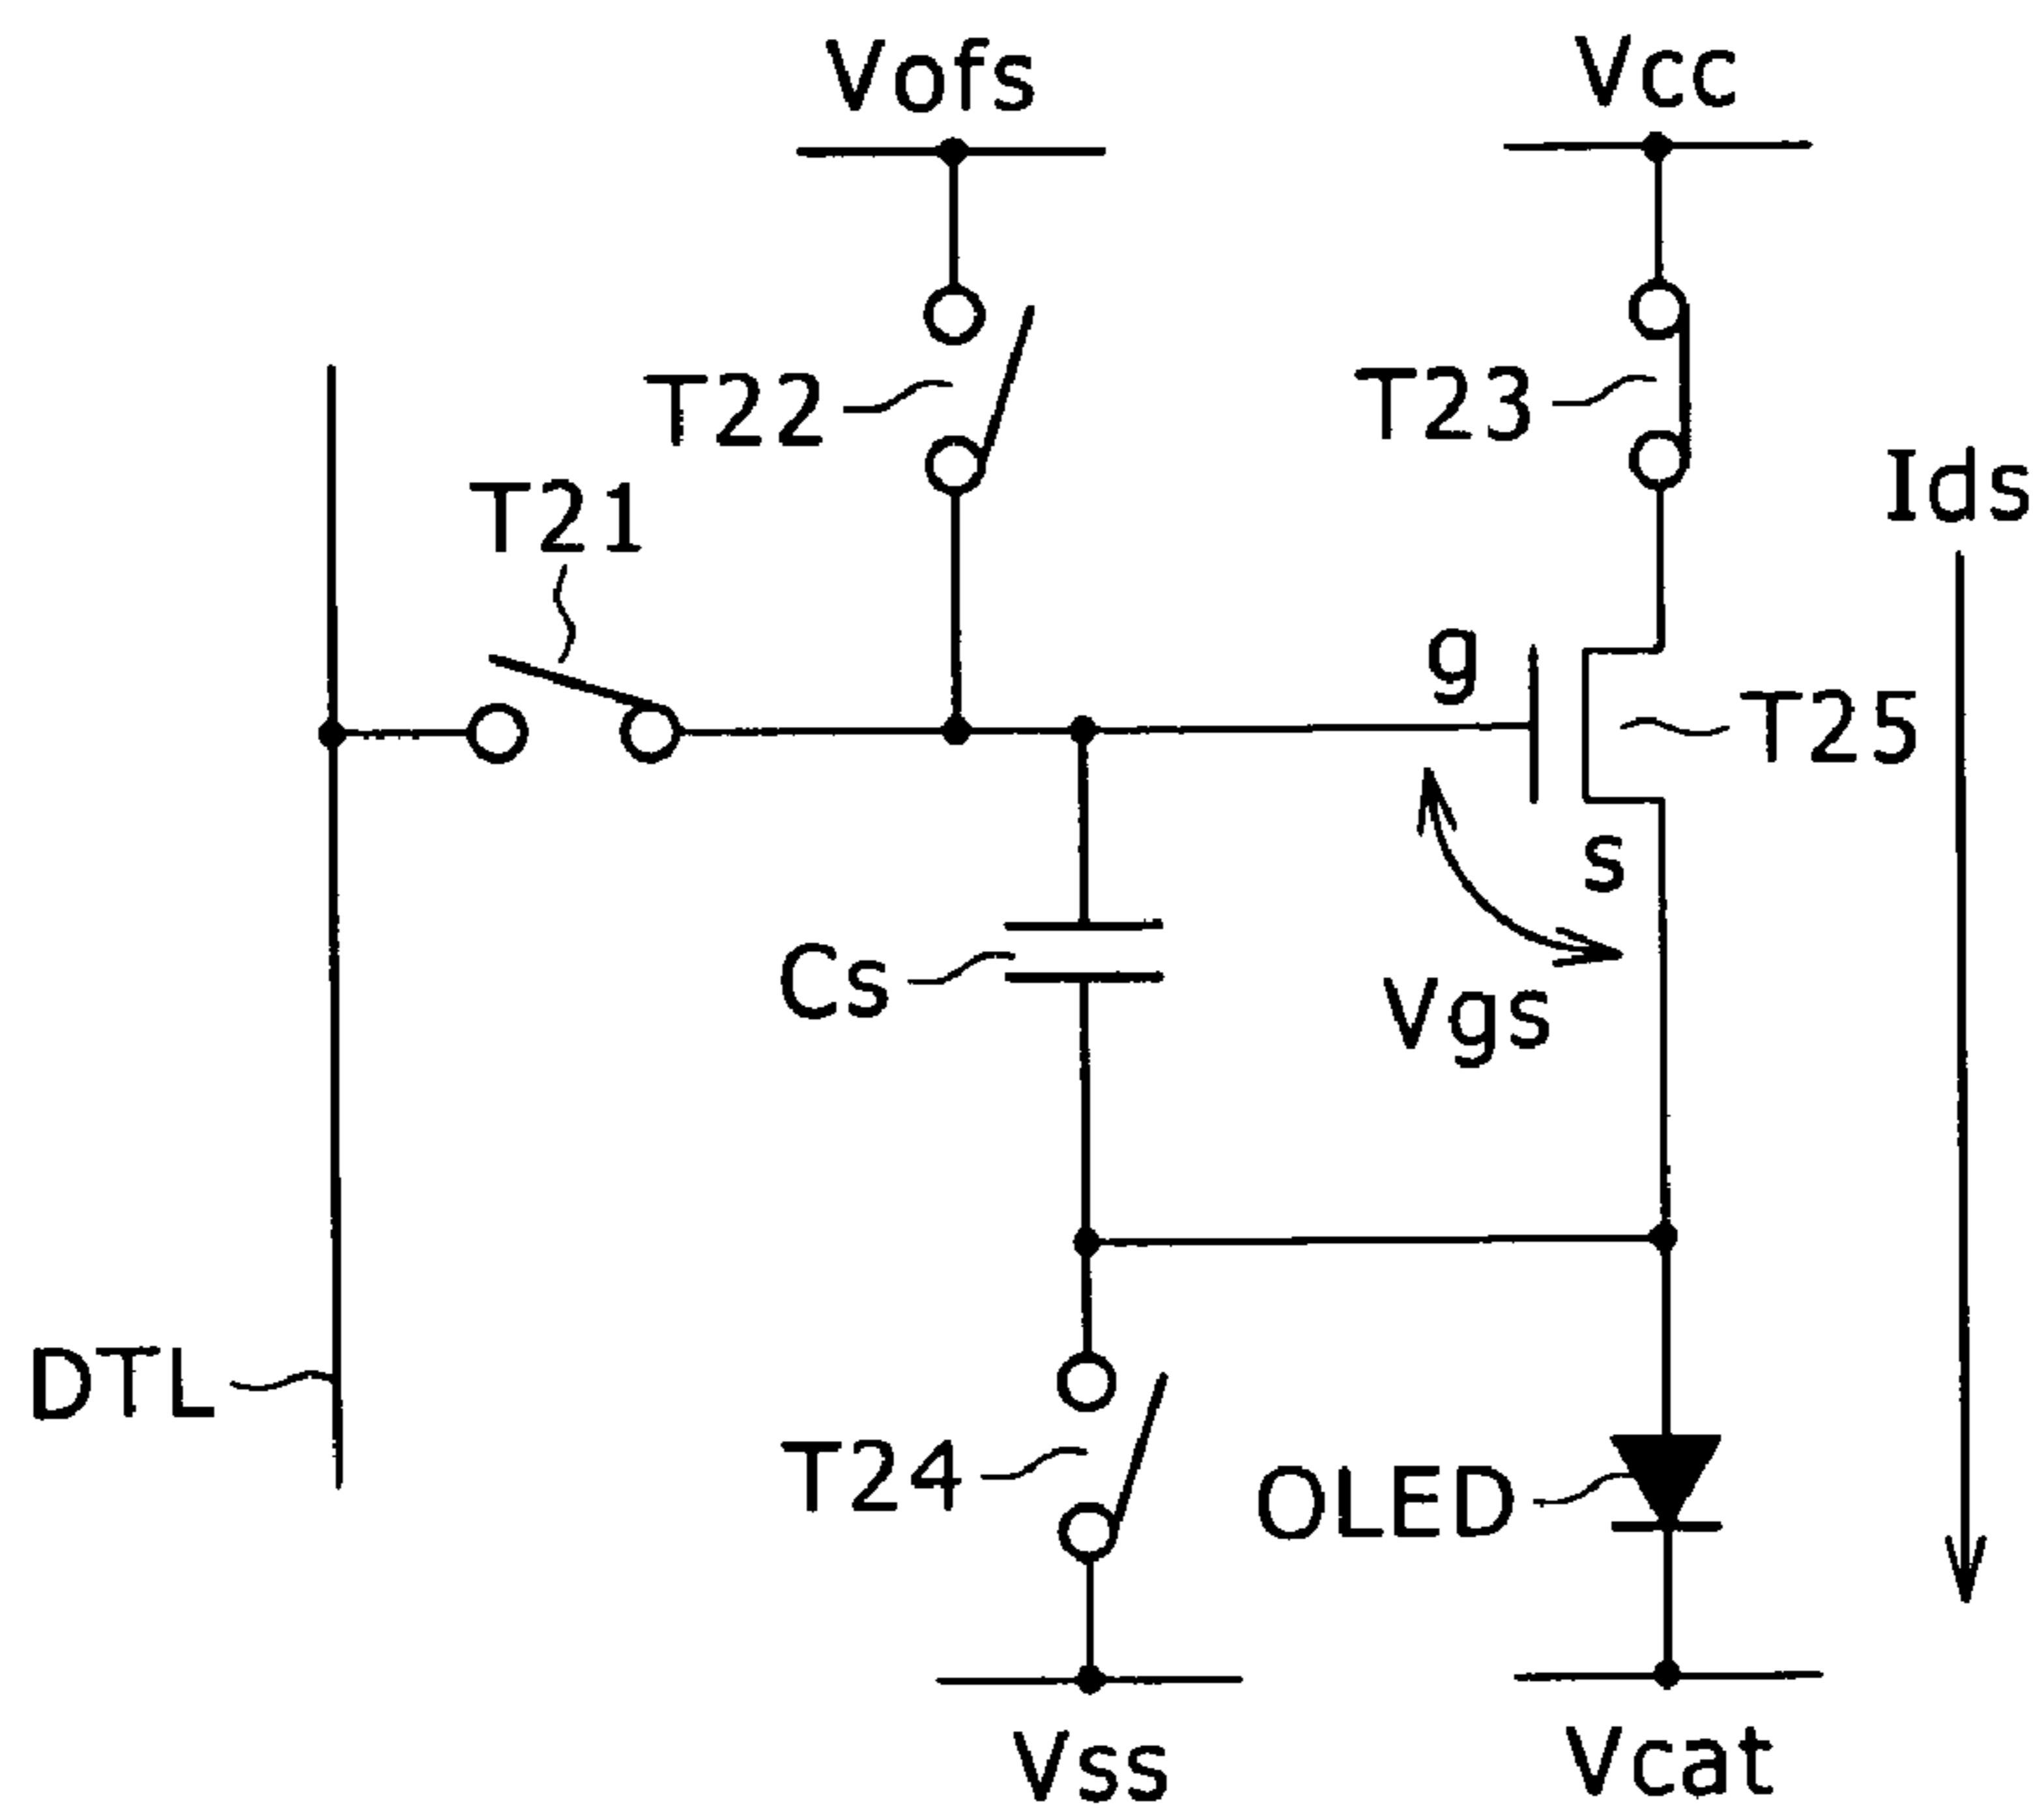 Vofs
Vcc
T22
T23
Ids
T21
g
T25
s
Cs
Vgs
DTL
T24
OLED
Vss
Vcat